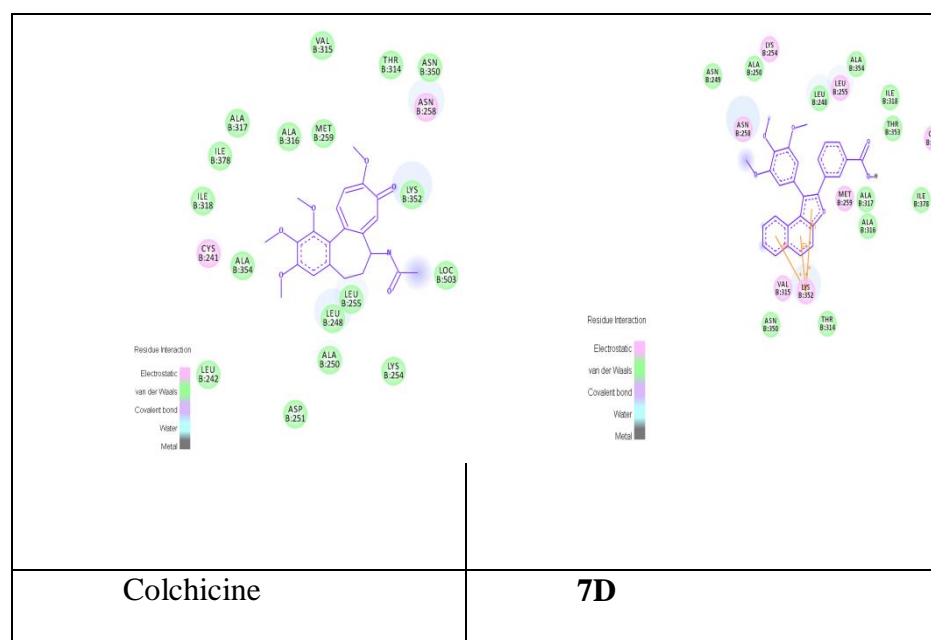 VAL
B:315
THR
B:314
ASN
B:350
ASN
B:258
ALA
B:317
ALA
B:316
MET
B:259
ILE
B:378
LYS
B:352
ILE
B:318
CYS
B:241
ALA
B:354
LOC
B:503
LEU
B:255
LEU
B:248
ALA
B:250
LYS
B:254
LEU
B:242
ASP
B:251
O
O
O
O
O
N
O
Residue Interaction
Electrostatic
van der Waals
Covalent bond
Water
Metal
LYS
B:254
ASN
B:249
ALA
B:250
ALA
B:354
LEU
B:248
LEU
B:255
ILE
B:318
ASN
B:258
THR
B:353
MET
B:259
ALA
B:317
ILE
B:378
ALA
B:316
VAL
B:315
LYS
B:352
ASN
B:350
THR
B:314
Residue Interaction
Electrostatic
van der Waals
Covalent bond
Water
Metal
Colchicine
7D